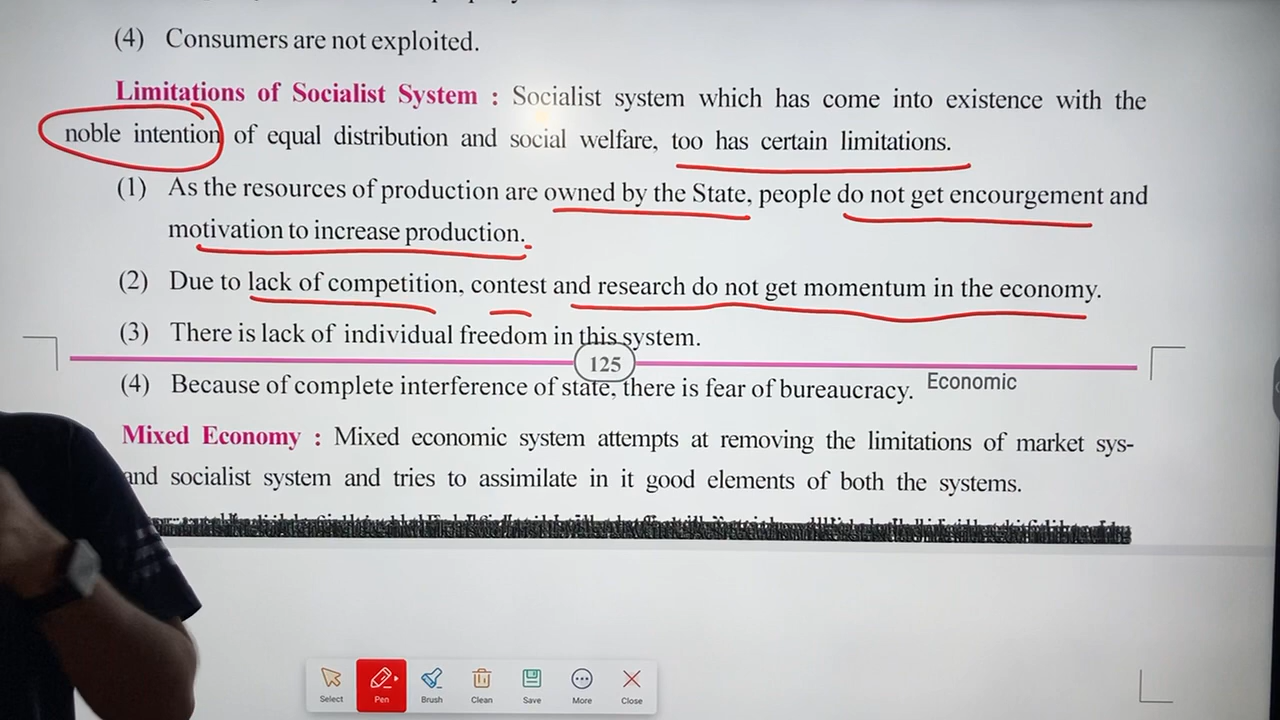 (4) Consumers are not exploited.
Limitations of Socialist System : Socialist system which has come into existence with the
noble intention of equal distribution and social welfare, too has certain limitations.
(1) As the resources of production are owned by the State, people do not get encourgement and
motivation to increase production.
(2) Due to lack of competition, contest and research do not get momentum in the economy.
(3) There is lack of individual freedom in this system.
125
Economic
(4) Because of complete interference of state, there is fear of bureaucracy.
Mixed Economy : Mixed economic system attempts at removing the limitations of market sys-
and socialist system and tries to assimilate in it good elements of both the systems.
Select Pen Brush Clean Save More Close